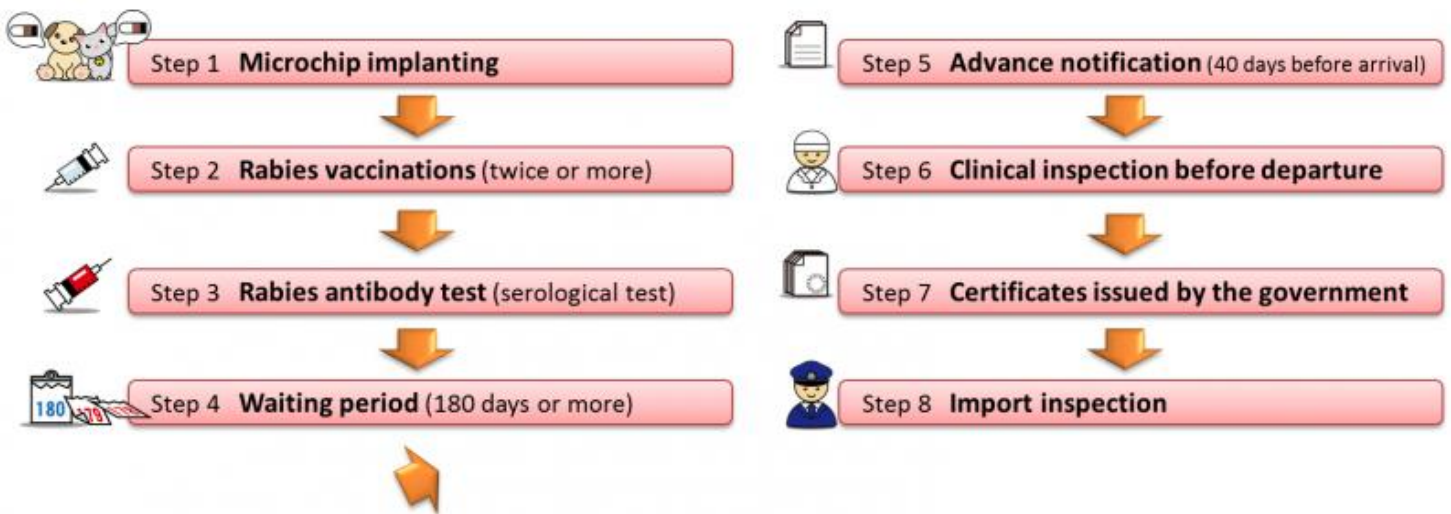 Step 1 Microchip implanting
Step 2 Rabies vaccinations (twice or more)
Step 3 Rabies antibody test (serological test)
180 179
Step 4 Waiting period (180 days or more)
Step 5 Advance notification (40 days before arrival)
Step 6 Clinical inspection before departure
Step 7 Certificates issued by the government
Step 8 Import inspection